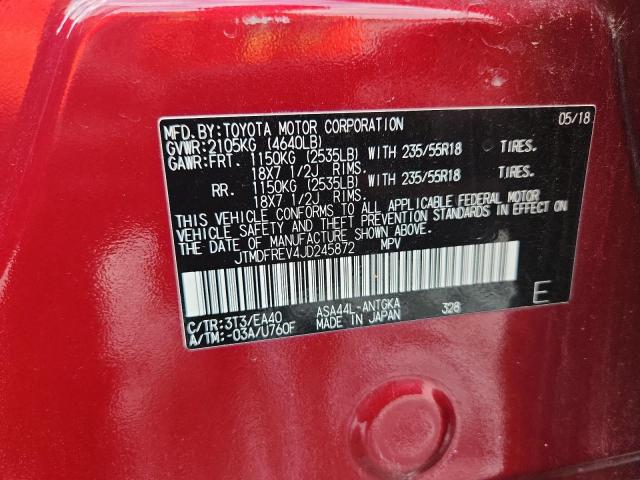 MFD.BY:TOYOTA MOTOR CORPORATION 05/18
GVWR:2105KG (4640LB)
GAWR:FRT. 1150KG (2535LB) WITH 235/55R18 TIRES.
18X7 1/2J RIMS.
RR. 1150KG (2535LB) WITH 235/55R18 TIRES.
18X7 1/2J RIMS.
THIS VEHICLE CONFORMS TO ALL APPLICABLE FEDERAL MOTOR
VEHICLE SAFETY AND THEFT PREVENTION STANDARDS IN EFFECT ON
THE DATE OF MANUFACTURE SHOWN ABOVE.
JTMDFREV4JD245872 MPV
C/TR:3T3/EA40 ASA44L-ANTGKA 328 E
A/TM:-03A/U760F MADE IN JAPAN